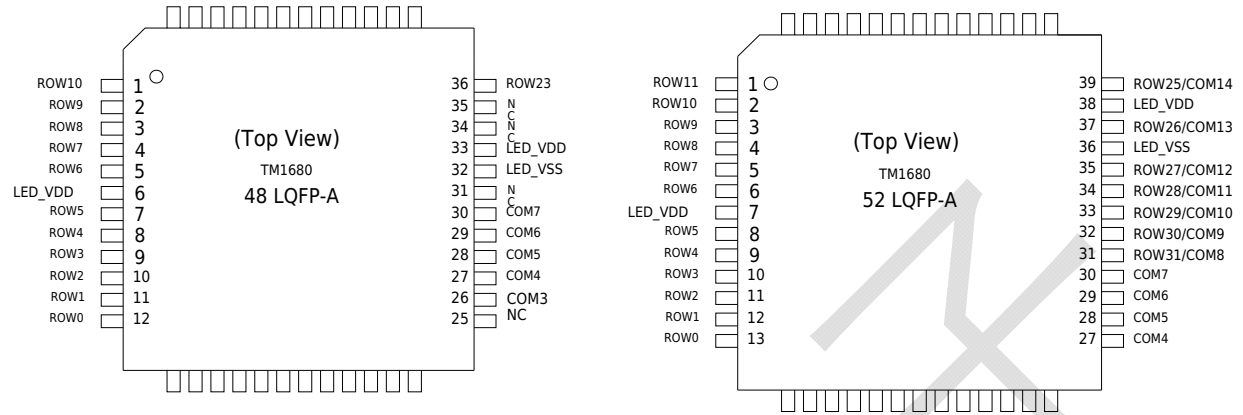 ROW10 1
ROW9 2
ROW8 3
ROW7 4
ROW6 5
LED_VDD 6
ROW5 7
ROW4 8
ROW3 9
ROW2 10
ROW1 11
ROW0 12
(Top View)
TM1680
48 LQFP-A
36 ROW23
35 N
C
34 N
C
33 LED_VDD
32 LED_VSS
31 N
C
30 COM7
29 COM6
28 COM5
27 COM4
26 COM3
25 NC
ROW11 1
ROW10 2
ROW9 3
ROW8 4
ROW7 5
ROW6 6
LED_VDD 7
ROW5 8
ROW4 9
ROW3 10
ROW2 11
ROW1 12
ROW0 13
(Top View)
TM1680
52 LQFP-A
39 ROW25/COM14
38 LED_VDD
37 ROW26/COM13
36 LED_VSS
35 ROW27/COM12
34 ROW28/COM11
33 ROW29/COM10
32 ROW30/COM9
31 ROW31/COM8
30 COM7
29 COM6
28 COM5
27 COM4